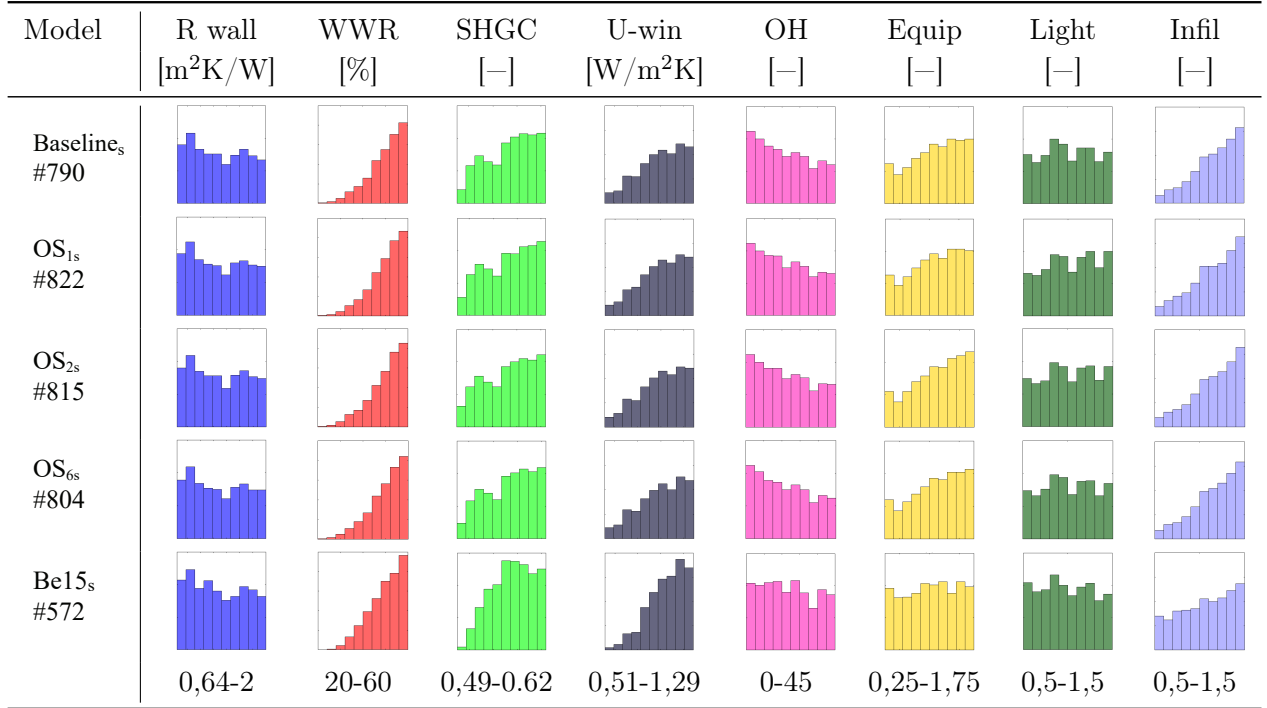 Model R wall WWR SHGC U-win OH Equip Light Infil
[m²K/W] [%] [−] [W/m²K] [−] [−] [−] [−]
Baselineₛ
#790
OS₁ₛ
#822
OS₂ₛ
#815
OS₆ₛ
#804
Be15ₛ
#572
0,64-2 20-60 0,49-0.62 0,51-1,29 0-45 0,25-1,75 0,5-1,5 0,5-1,5